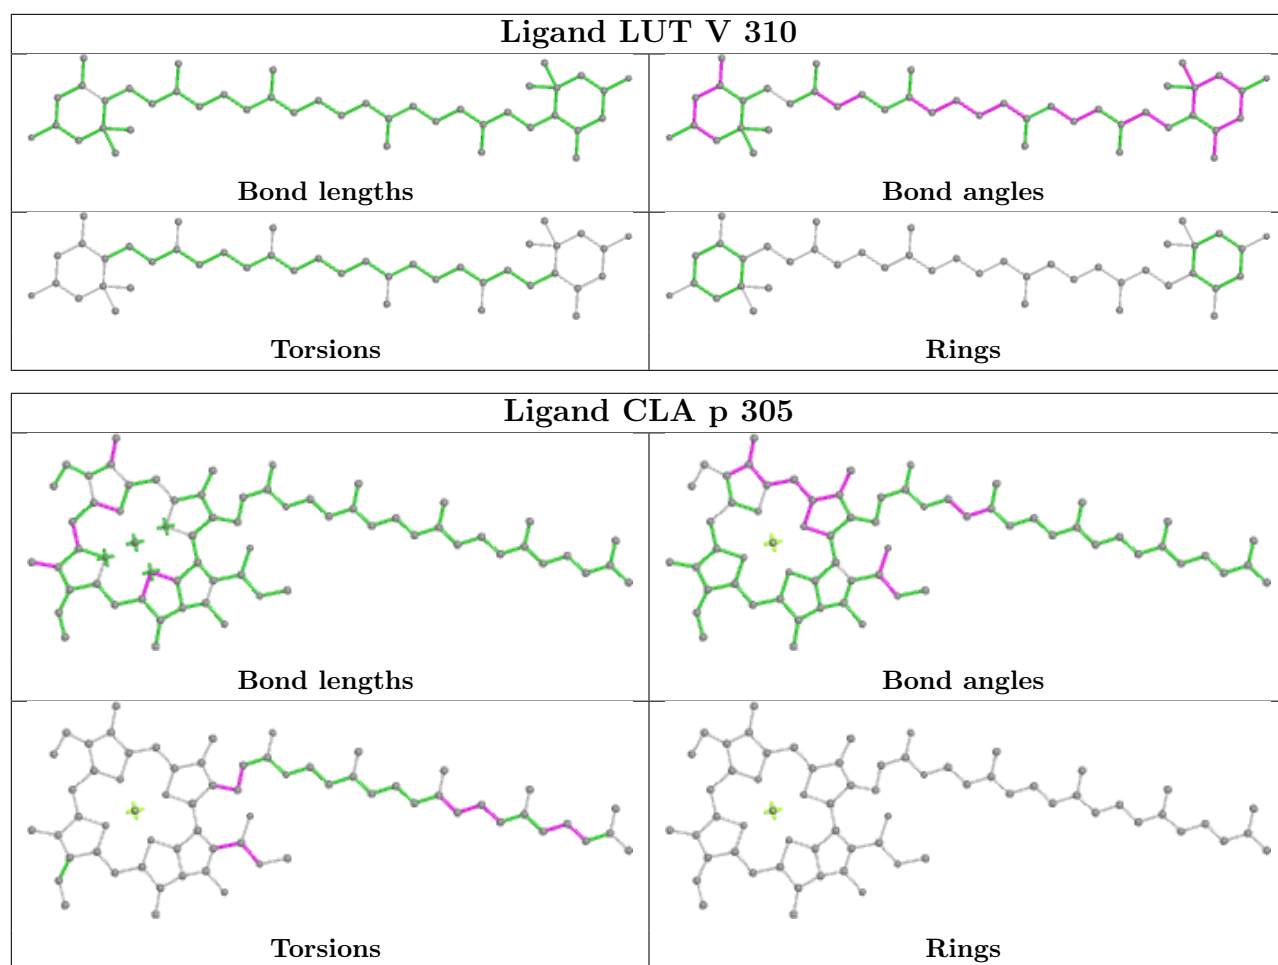 Ligand LUT V 310
Bond lengths
Bond angles
Torsions
Rings
Ligand CLA p 305
Bond lengths
Bond angles
Torsions
Rings